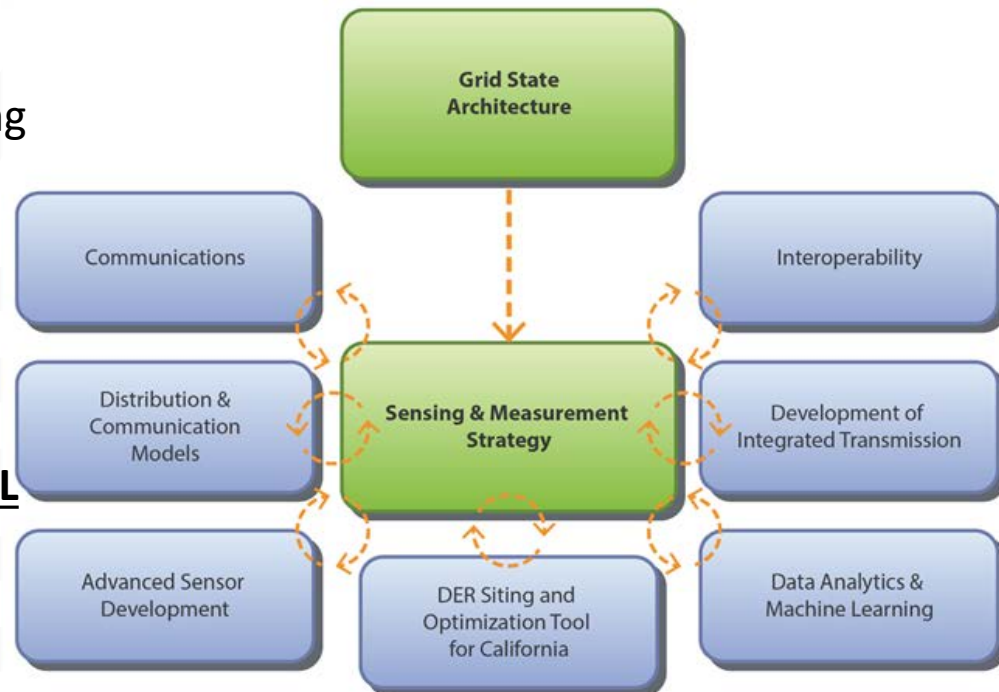 Grid State
Architecture
Communications
Interoperability
Distribution &
Communication
Models
Sensing & Measurement
Strategy
Development of
Integrated Transmission
Advanced Sensor
Development
DER Siting and
Optimization Tool
for California
Data Analytics &
Machine Learning